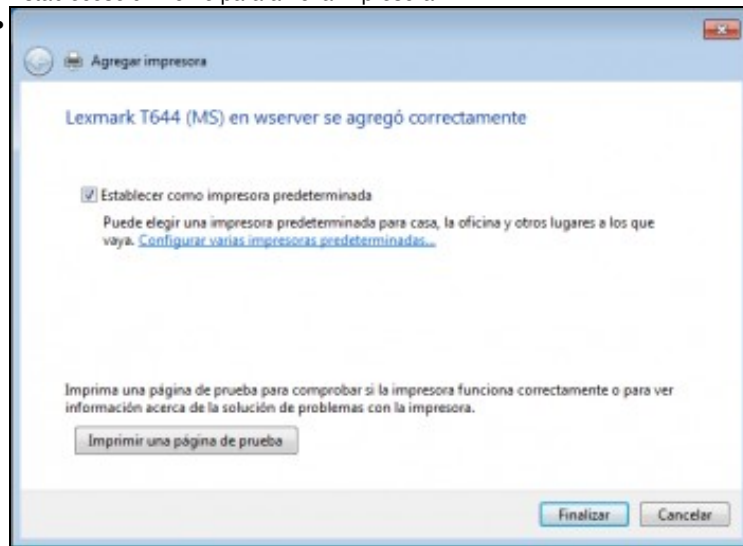 Agregar impresora
Lexmark T644 (MS) en wserver se agregó correctamente
Establecer como impresora predeterminada
Puede elegir una impresora predeterminada para casa, la oficina y otros lugares a los que
vaya. Configurar varias impresoras predeterminadas...
Imprima una página de prueba para comprobar si la impresora funciona correctamente o para ver
información acerca de la solución de problemas con la impresora.
Imprimir una página de prueba
Finalizar Cancelar